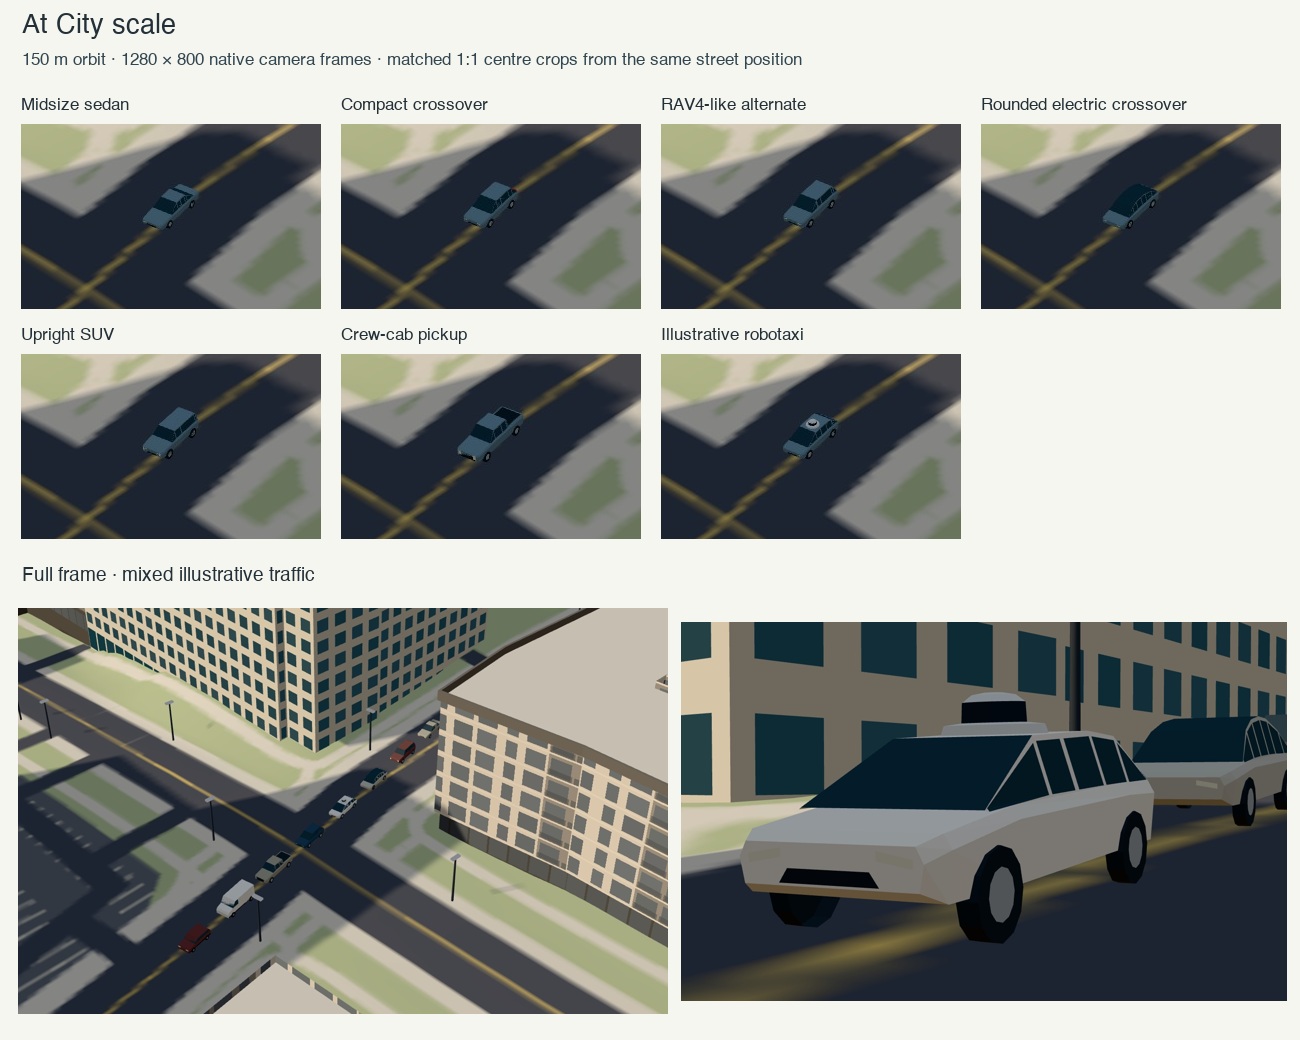 At City scale
150 m orbit · 1280 × 800 native camera frames · matched 1:1 centre crops from the same street position
Midsize sedan
Compact crossover
RAV4-like alternate
Rounded electric crossover
Upright SUV
Crew-cab pickup
Illustrative robotaxi
Full frame · mixed illustrative traffic